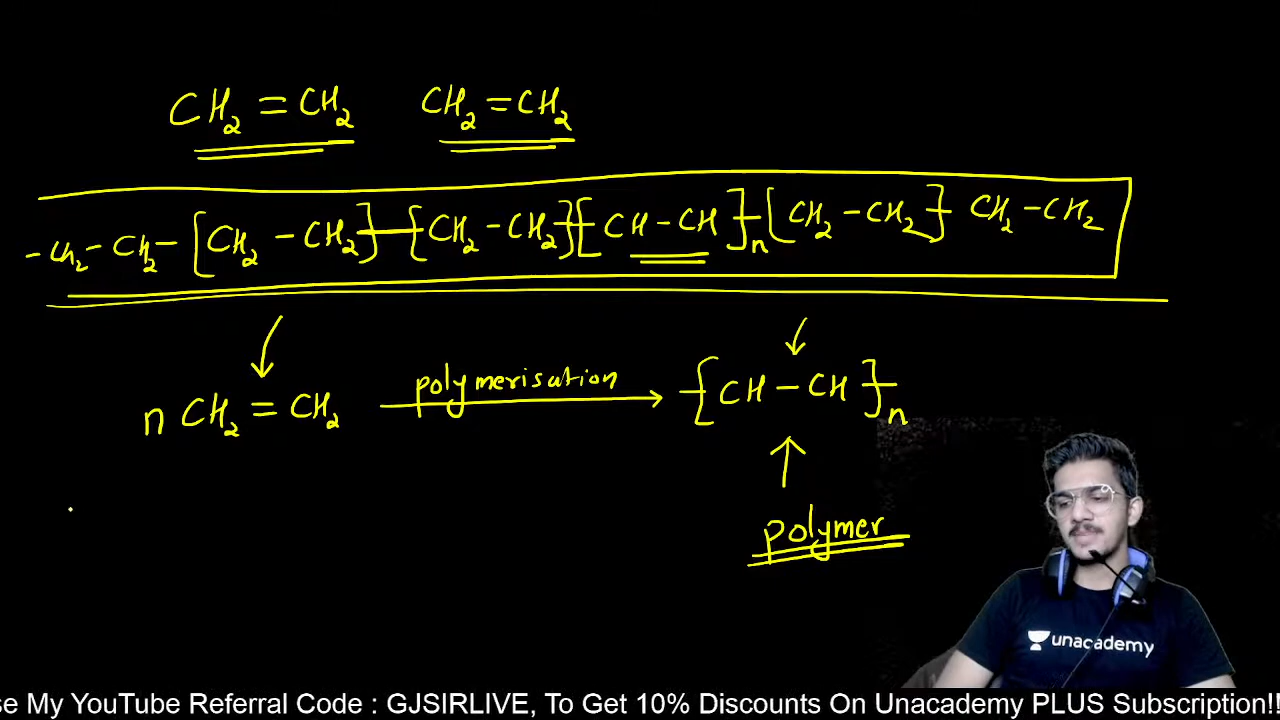 CH₂ = CH₂ CH₂ = CH₂
- CH₂ - CH₂ - [CH₂ - CH₂] - [CH₂ - CH₂] [CH - CH]ₙ [CH₂ - CH₂] CH₂ - CH₂
polymerisation
n CH₂ = CH₂ [CH - CH]ₙ
polymer
unacademy
se My YouTube Referral Code : GJSIRLIVE, To Get 10% Discounts On Unacademy PLUS Subscription!!